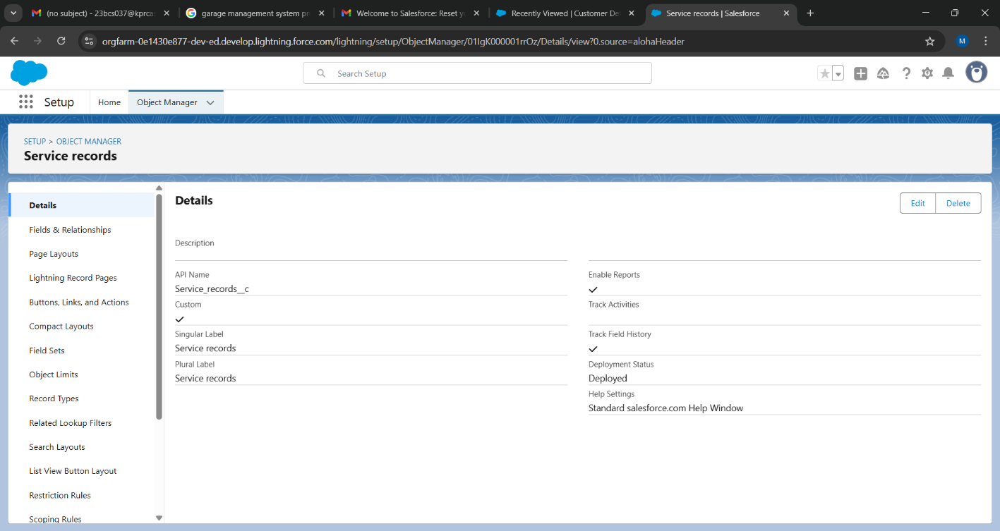 (no subject) - 23bcs037@kprcas
garage management system pro
Welcome to Salesforce: Reset yo
Recently Viewed | Customer De
Service records | Salesforce
orgfarm-0e1430e877-dev-ed.develop.lightning.force.com/lightning/setup/ObjectManager/01IgK000001rrOz/Details/view?0.source=alohaHeader
M
Search Setup
Setup
Home
Object Manager
SETUP > OBJECT MANAGER
Service records
Details
Fields & Relationships
Page Layouts
Lightning Record Pages
Buttons, Links, and Actions
Compact Layouts
Field Sets
Object Limits
Record Types
Related Lookup Filters
Search Layouts
List View Button Layout
Restriction Rules
Scoping Rules
Details
Edit
Delete
Description
API Name
Service_records__c
Custom
Singular Label
Service records
Plural Label
Service records
Enable Reports
Track Activities
Track Field History
Deployment Status
Deployed
Help Settings
Standard salesforce.com Help Window